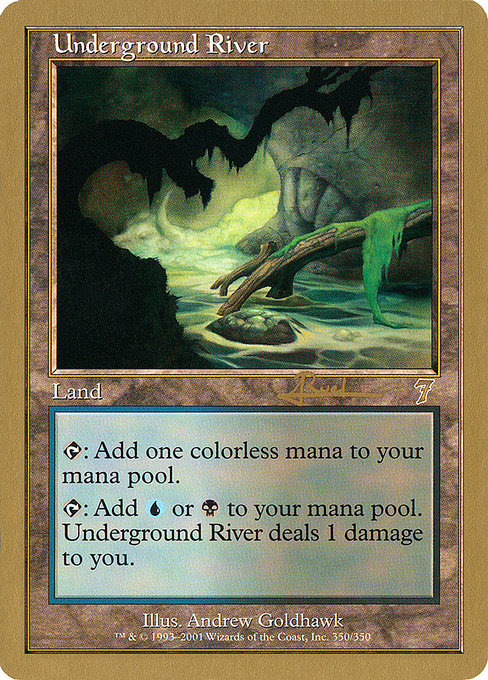 Underground River
Land
7
: Add one colorless mana to your
mana pool.
: Add or to your mana pool.
Underground River deals 1 damage
to you.
Illus. Andrew Goldhawk
™ & © 1993–2001 Wizards of the Coast, Inc. 350/350